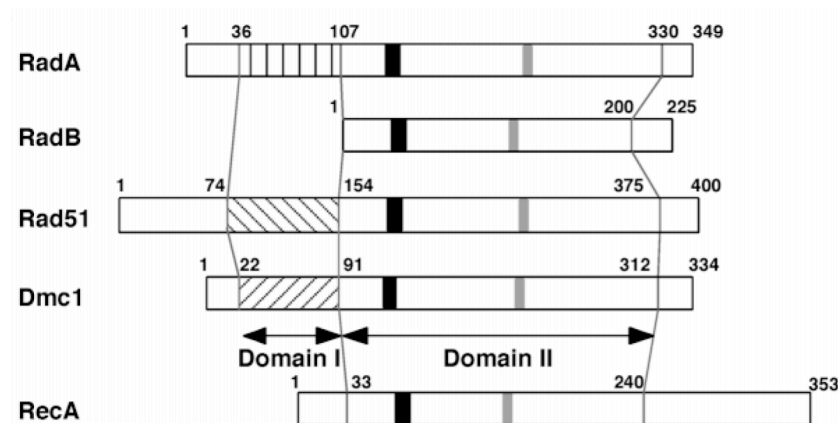 1 36 107 330 349
RadA
1 200 225
RadB
1 74 154 375 400
Rad51
1 22 91 312 334
Dmc1
Domain I Domain II
1 33 240 353
RecA